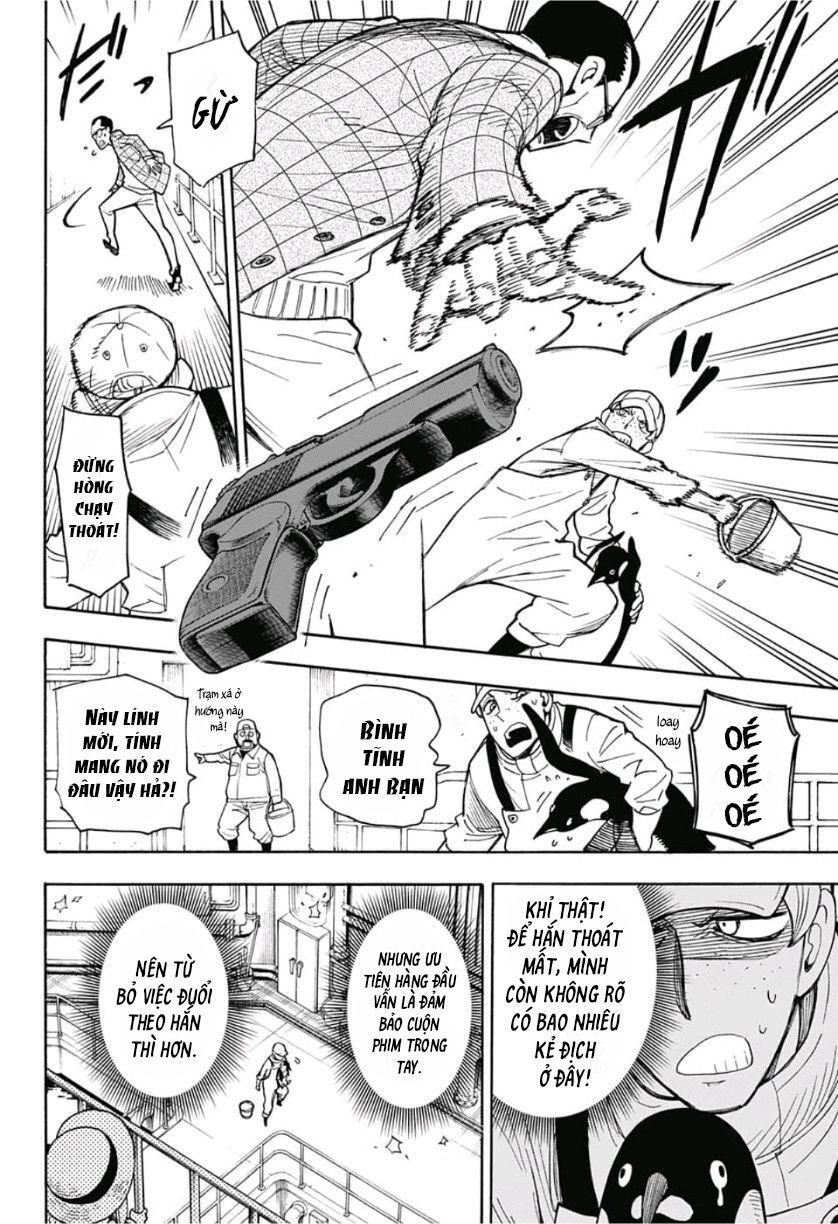 ガッ
GỪ
ĐỪNG
HÒNG
CHẠY
THOÁT!
OÉ
OÉ
OÉ
loay
hoay
BÌNH
TĨNH
ANH BẠN
Trạm xá ở
hướng này
mà!
NÀY LÍNH
MỚI, TÍNH
MANG NÓ ĐI
ĐÂU VẬY HẢ?!
KHỈ THẬT!
ĐỂ HẮN THOÁT
MẤT, MÌNH
CÒN KHÔNG RÕ
CÓ BAO NHIÊU
KẺ ĐỊCH
Ở ĐÂY!
NHƯNG ƯU
TIÊN HÀNG ĐẦU
VẪN LÀ ĐẢM
BẢO CUỘN
PHIM TRONG
TAY.
NÊN TỪ
BỎ VIỆC ĐUỔI
THEO HẮN
THÌ HƠN.